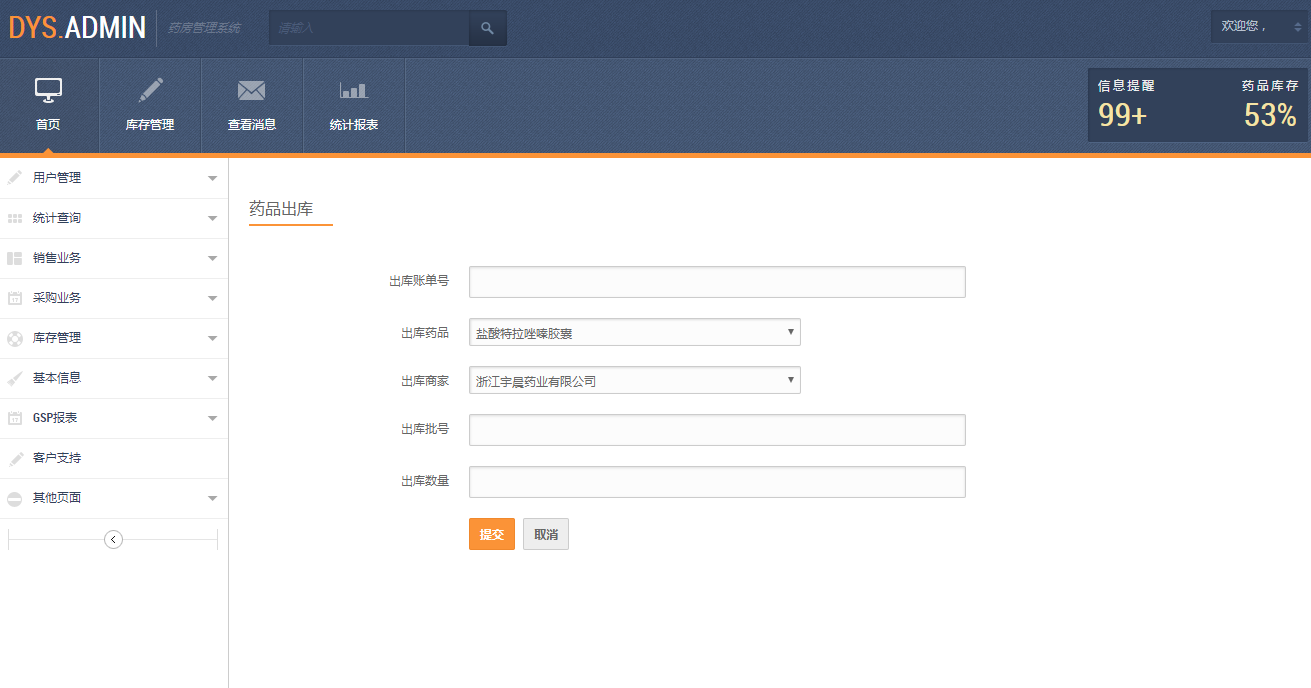 DYS.ADMIN
药房管理系统
请输入
欢迎您，
首页
库存管理
查看消息
统计报表
信息提醒
99+
药品库存
53%
用户管理
统计查询
销售业务
采购业务
库存管理
基本信息
GSP报表
客户支持
其他页面
药品出库
出库账单号
出库药品
盐酸特拉唑嗪胶囊
出库商家
浙江宇晨药业有限公司
出库批号
出库数量
提交
取消